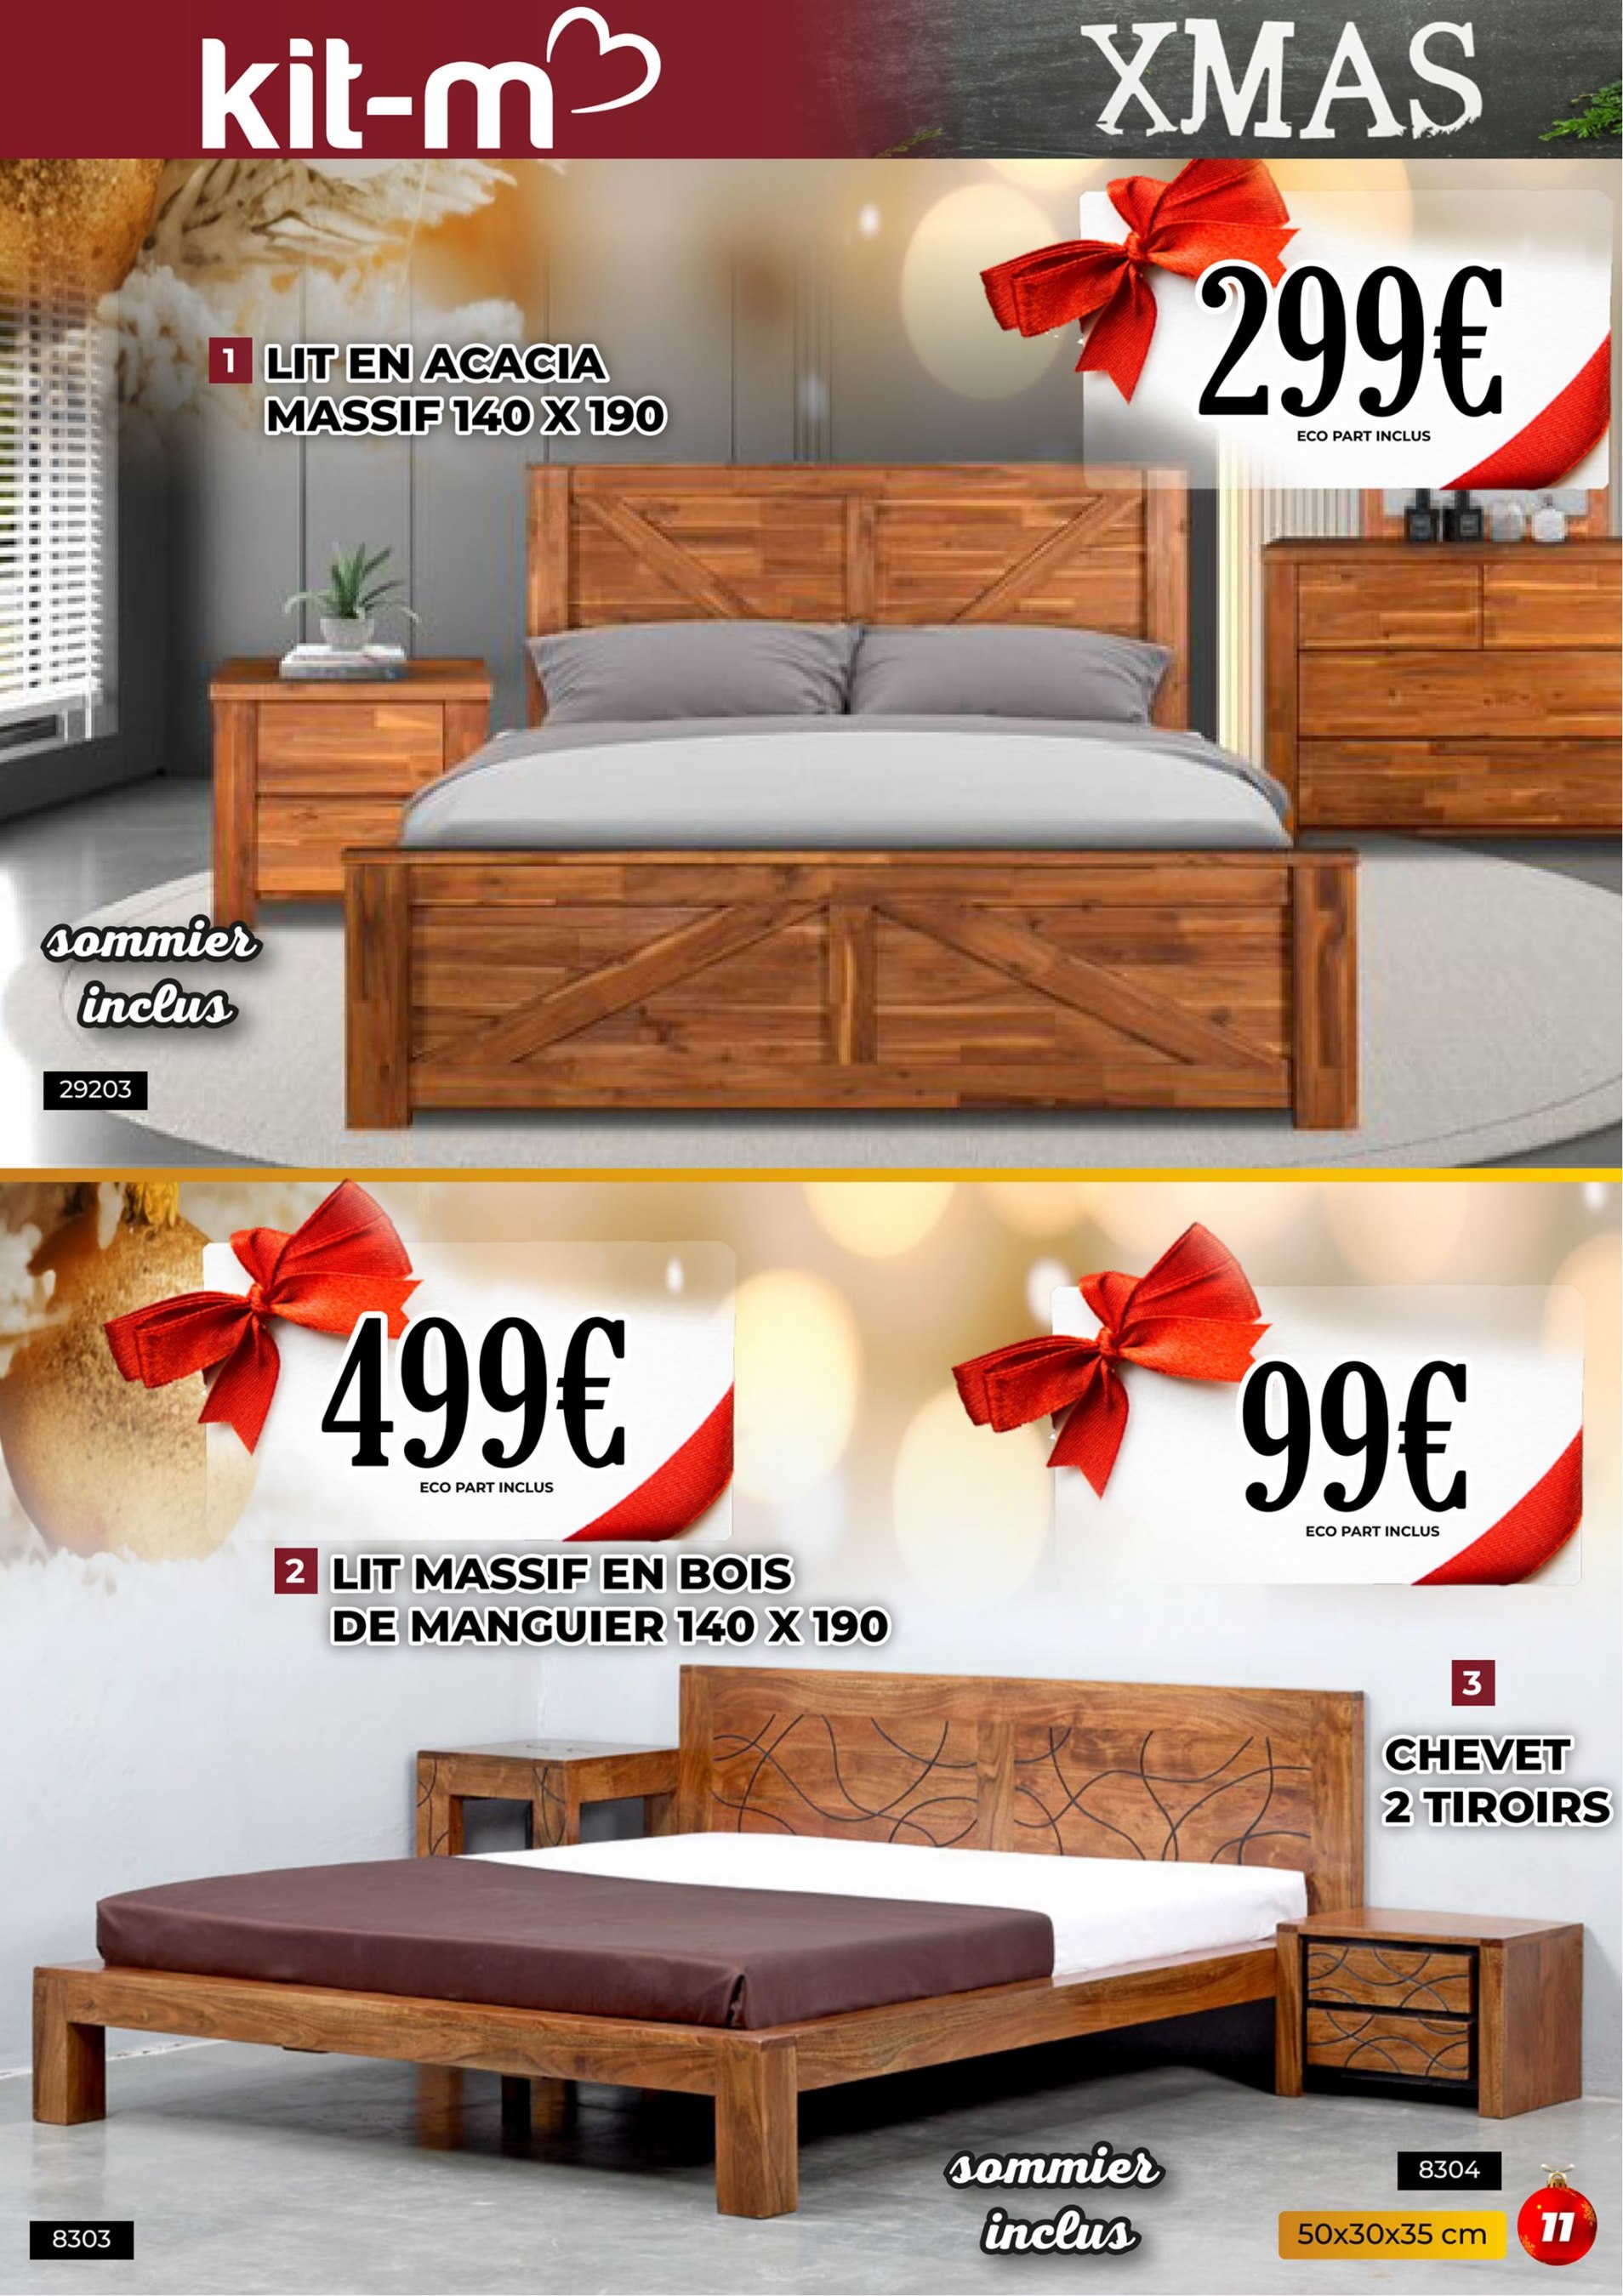 kit-m
XMAS
299€
ECO PART INCLUS
1 LIT EN ACACIA
MASSIF 140 X 190
sommier
inclus
29203
499€
ECO PART INCLUS
99€
ECO PART INCLUS
2 LIT MASSIF EN BOIS
DE MANGUIER 140 X 190
3
CHEVET
2 TIROIRS
sommier
inclus
8304
8303
50x30x35 cm
11